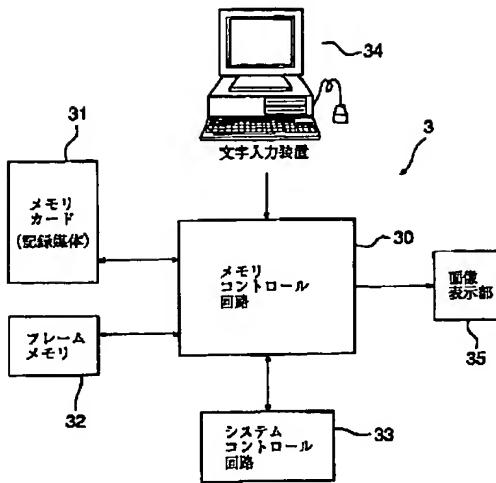 34
文字入力装置
31
3
メモリ
カード
(記録媒体)
30
メモリ
コントロール
回路
画像
表示部
35
フレーム
メモリ
32
システム
コントロール
回路
33